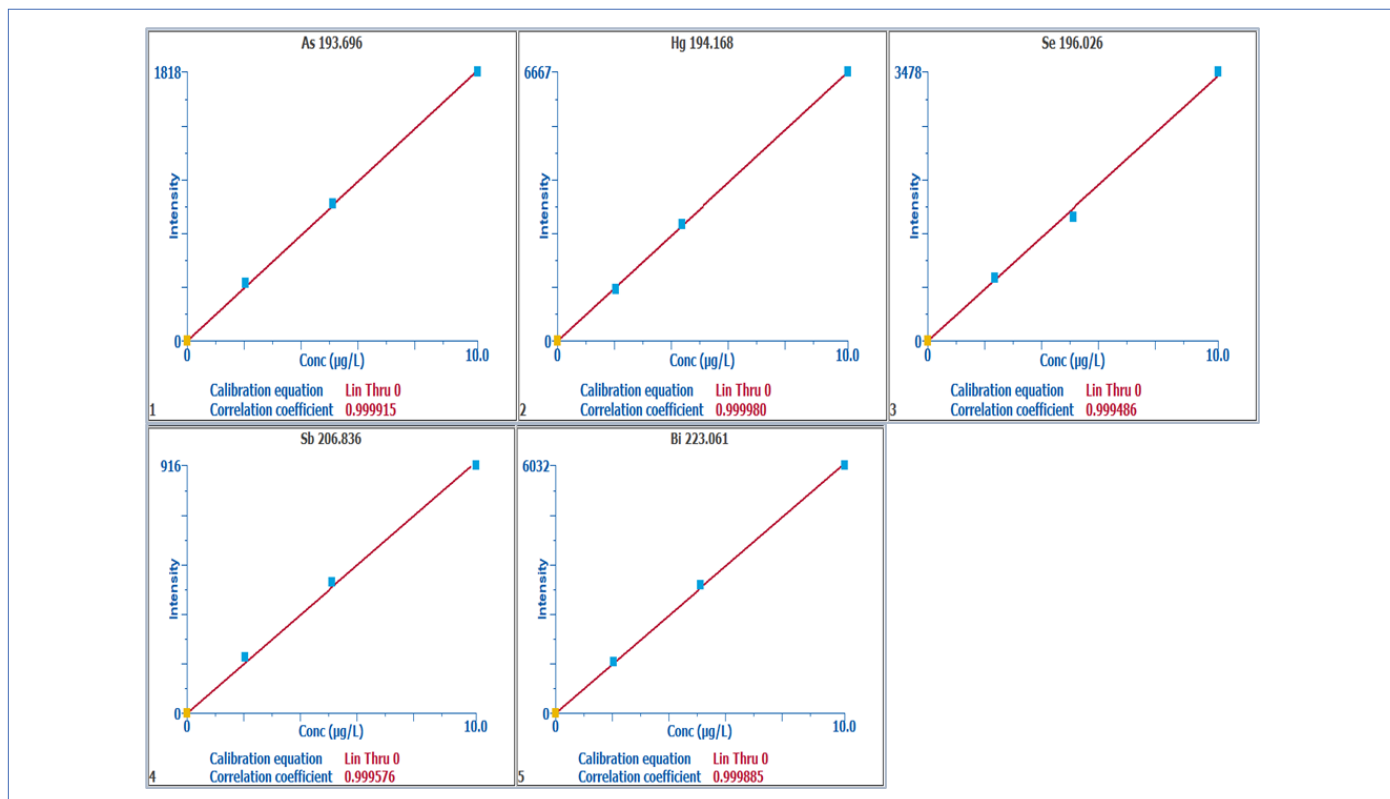 As 193.696
1818
Intensity
0
0
10.0
Conc (µg/L)
Calibration equation Lin Thru 0
Correlation coefficient 0.999915
1
Hg 194.168
6667
Intensity
0
0
10.0
Conc (µg/L)
Calibration equation Lin Thru 0
Correlation coefficient 0.999980
2
Se 196.026
3478
Intensity
0
0
10.0
Conc (µg/L)
Calibration equation Lin Thru 0
Correlation coefficient 0.999486
3
Sb 206.836
916
Intensity
0
0
10.0
Conc (µg/L)
Calibration equation Lin Thru 0
Correlation coefficient 0.999576
4
Bi 223.061
6032
Intensity
0
0
10.0
Conc (µg/L)
Calibration equation Lin Thru 0
Correlation coefficient 0.999885
5